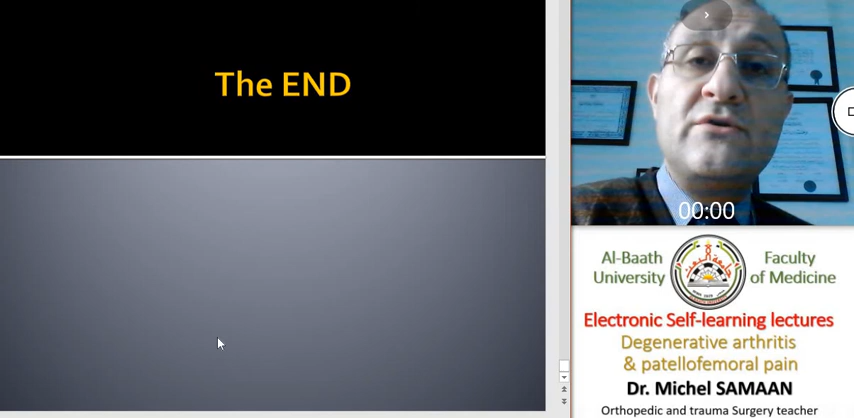 The END
00:00
Al-Baath
University
Faculty
of Medicine
Electronic Self-learning lectures
Degenerative arthritis
& patellofemoral pain
Dr. Michel SAMAAN
Orthopedic and trauma Surgery teacher